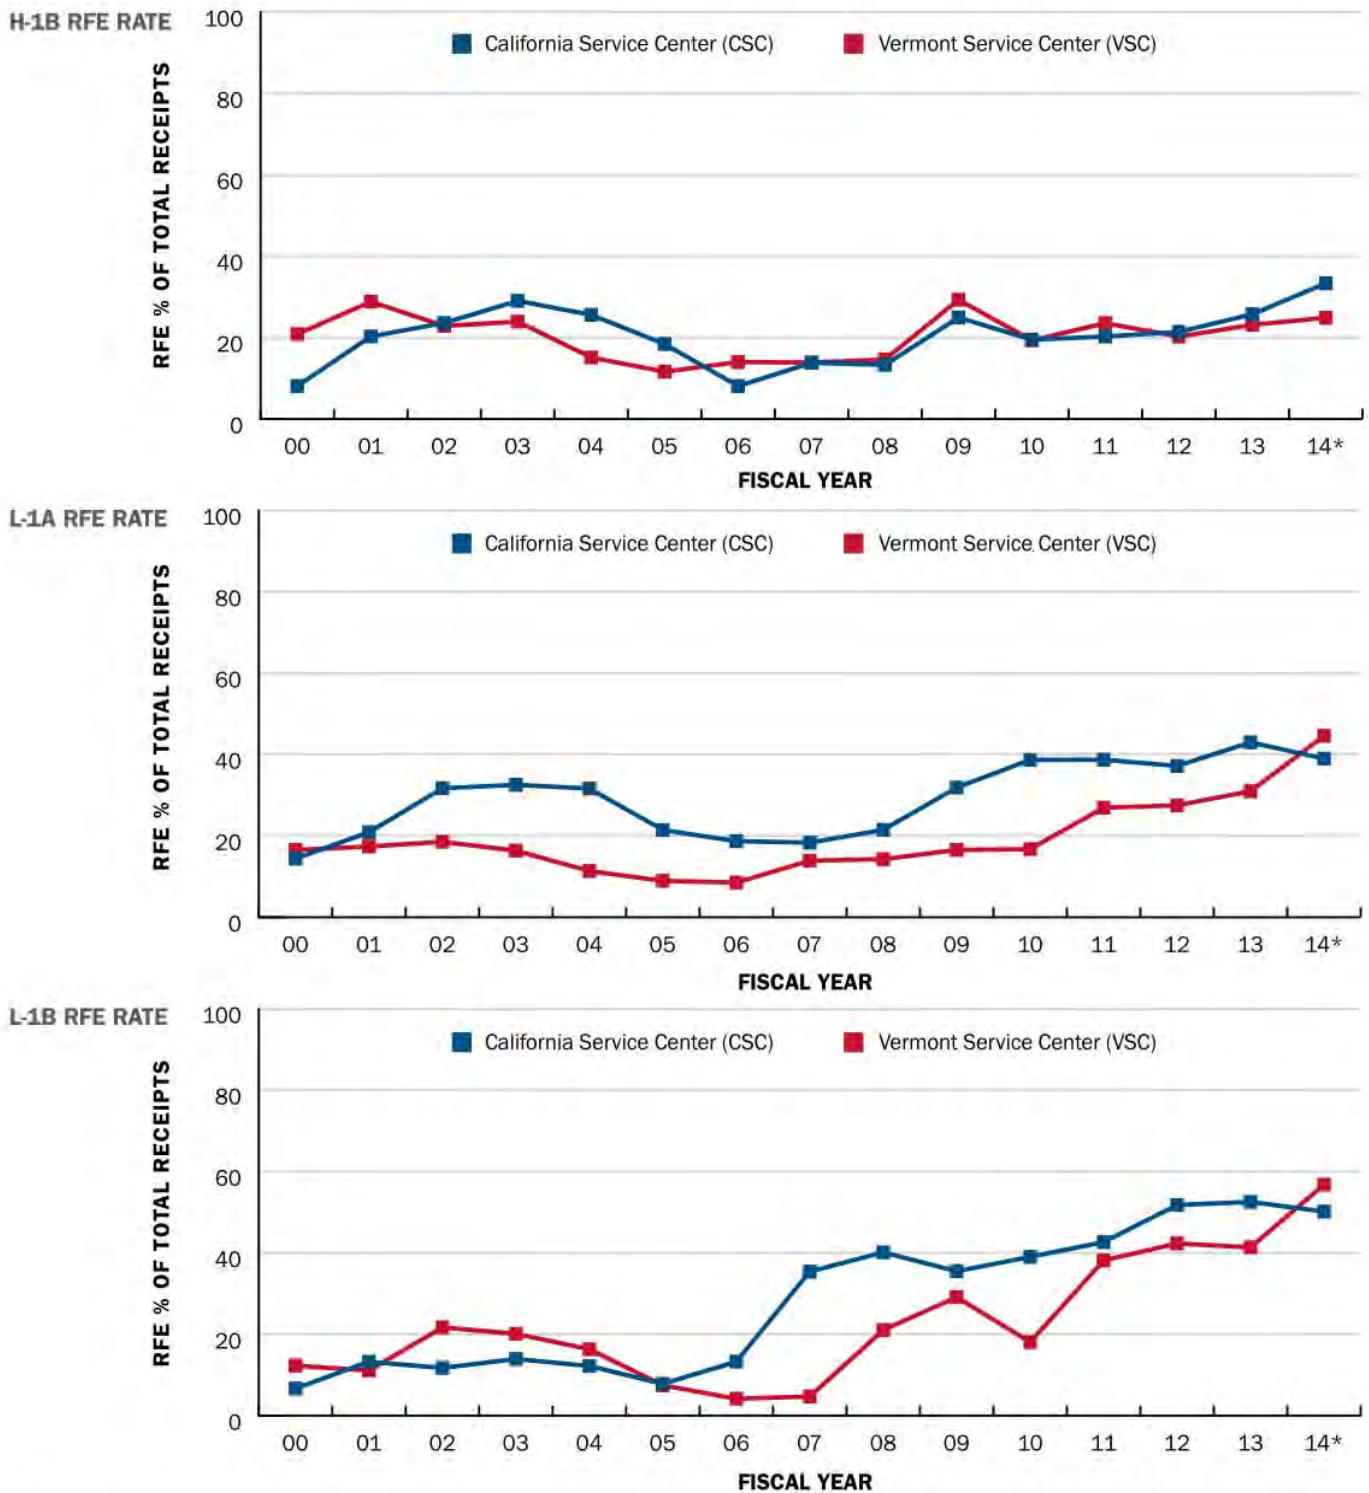 H-1B RFE RATE
California Service Center (CSC) Vermont Service Center (VSC)
RFE % OF TOTAL RECEIPTS
100
80
60
40
20
0
00 01 02 03 04 05 06 07 08 09 10 11 12 13 14*
FISCAL YEAR
L-1A RFE RATE
California Service Center (CSC) Vermont Service Center (VSC)
RFE % OF TOTAL RECEIPTS
100
80
60
40
20
0
00 01 02 03 04 05 06 07 08 09 10 11 12 13 14*
FISCAL YEAR
L-1B RFE RATE
California Service Center (CSC) Vermont Service Center (VSC)
RFE % OF TOTAL RECEIPTS
100
80
60
40
20
0
00 01 02 03 04 05 06 07 08 09 10 11 12 13 14*
FISCAL YEAR